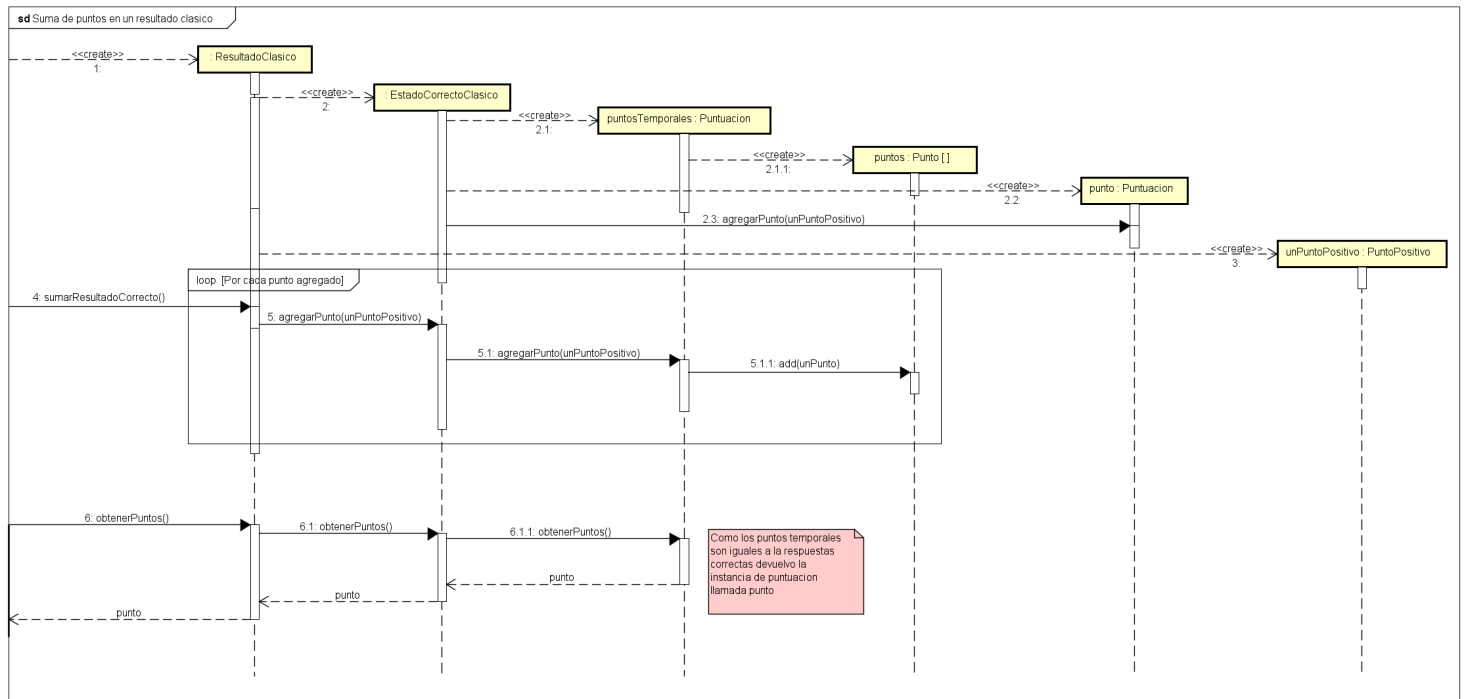 sd Suma de puntos en un resultado clasico
<<create>>
1:
: ResultadoClasico
<<create>>
2:
: EstadoCorrectoClasico
<<create>>
2.1:
puntosTemporales : Puntuacion
<<create>>
2.1.1:
puntos : Punto [ ]
<<create>>
2.2:
punto : Puntuacion
2.3: agregarPunto(unPuntoPositivo)
<<create>>
3:
unPuntoPositivo : PuntoPositivo
loop [Por cada punto agregado]
4: sumarResultadoCorrecto()
5: agregarPunto(unPuntoPositivo)
5.1: agregarPunto(unPuntoPositivo)
5.1.1: add(unPunto)
6: obtenerPuntos()
6.1: obtenerPuntos()
6.1.1: obtenerPuntos()
Como los puntos temporales
son iguales a la respuestas
correctas devuelvo la
instancia de puntuacion
llamada punto
punto
punto
punto